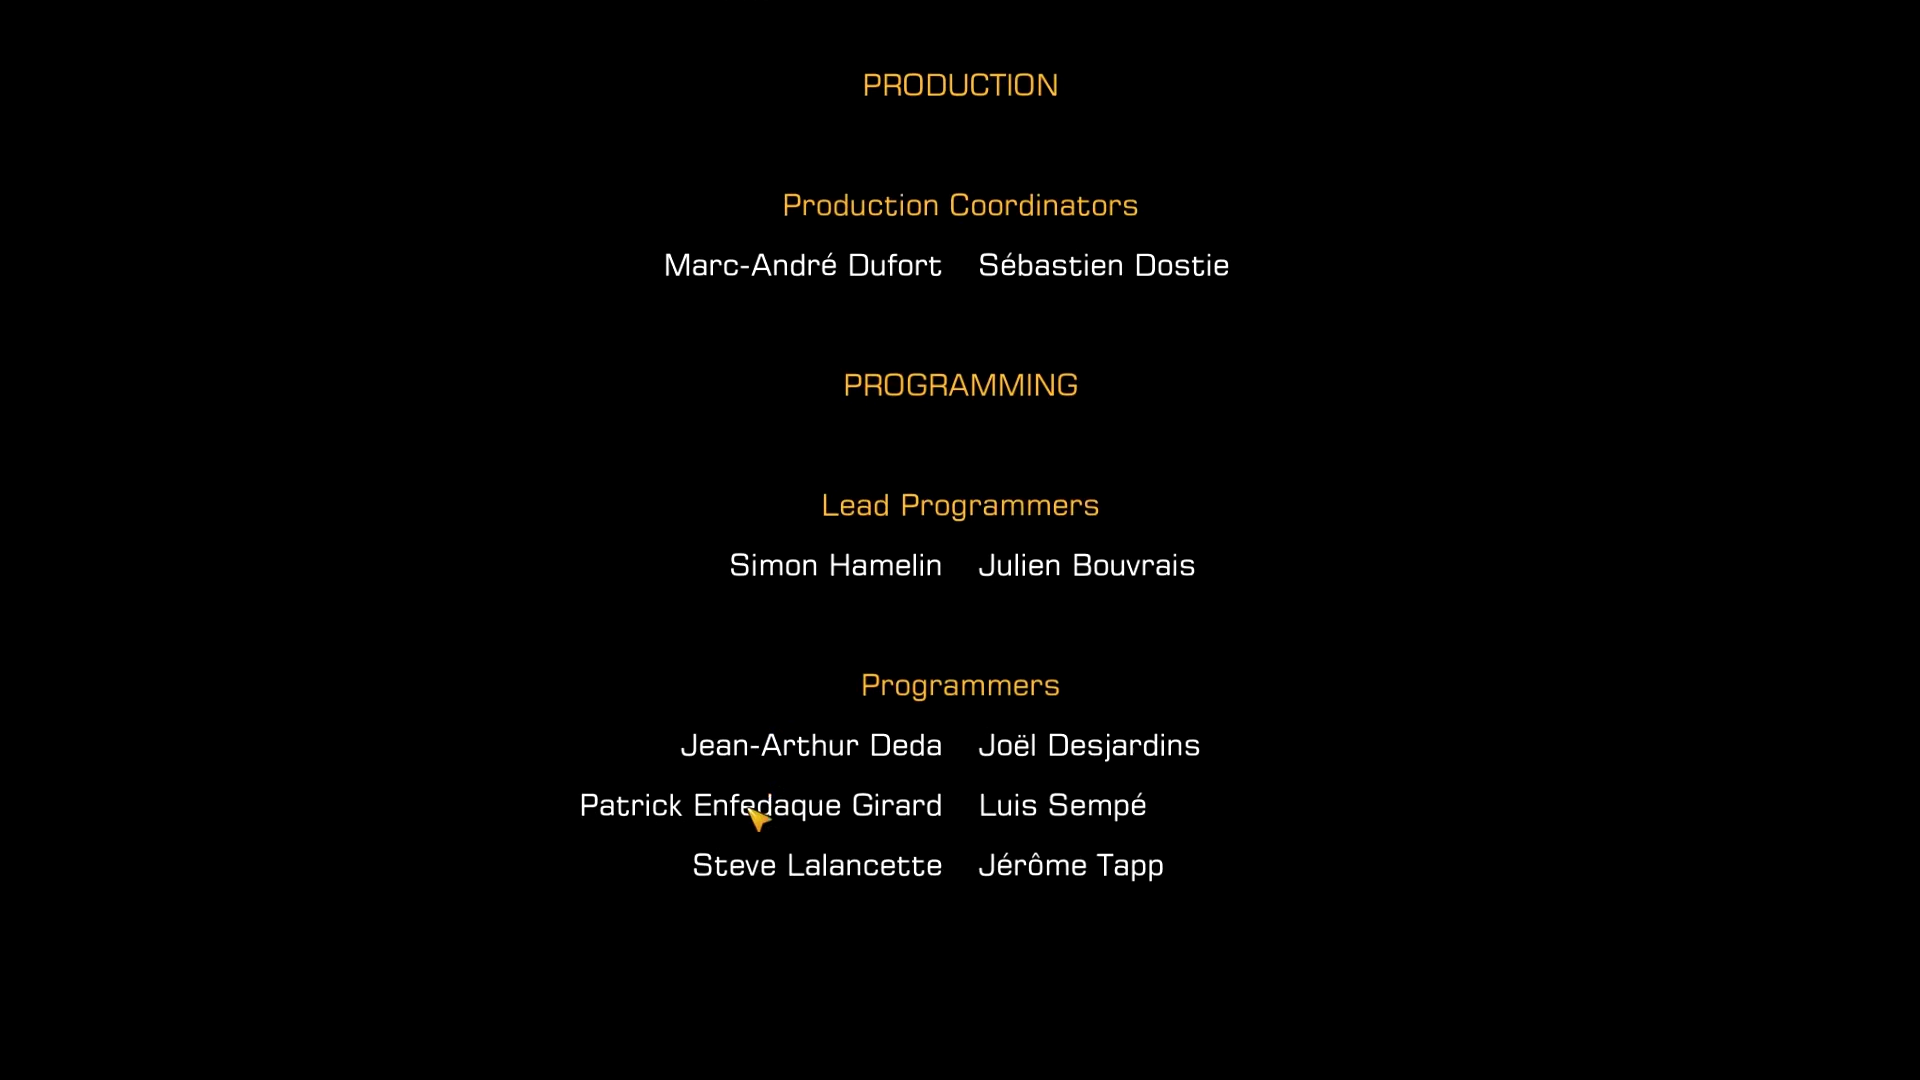 PRODUCTION
Production Coordinators
Marc-André Dufort Sébastien Dostie
PROGRAMMING
Lead Programmers
Simon Hamelin Julien Bouvrais
Programmers
Jean-Arthur Deda Joël Desjardins
Patrick Enfedaque Girard Luis Sempé
Steve Lalancette Jérôme Tapp